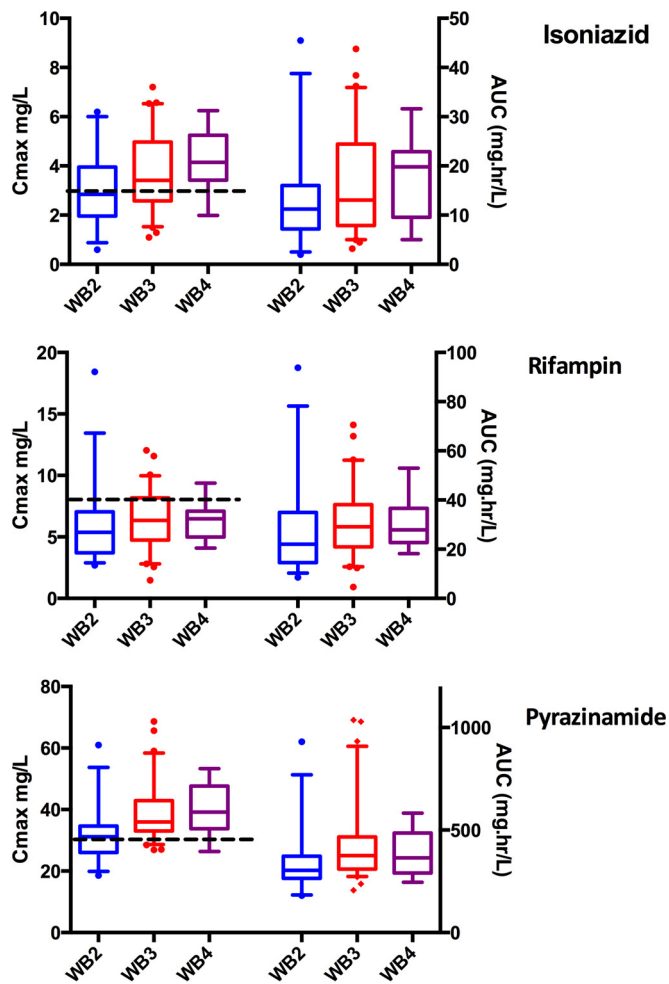 Isoniazid
Cmax mg/L
10
8
6
4
2
0
AUC (mg.hr/L)
50
40
30
20
10
0
WB2 WB3 WB4 WB2 WB3 WB4
Rifampin
Cmax mg/L
20
15
10
5
0
AUC (mg.hr/L)
100
80
60
40
20
0
WB2 WB3 WB4 WB2 WB3 WB4
Pyrazinamide
Cmax mg/L
80
60
40
20
0
AUC (mg.hr/L)
1000
500
0
WB2 WB3 WB4 WB2 WB3 WB4